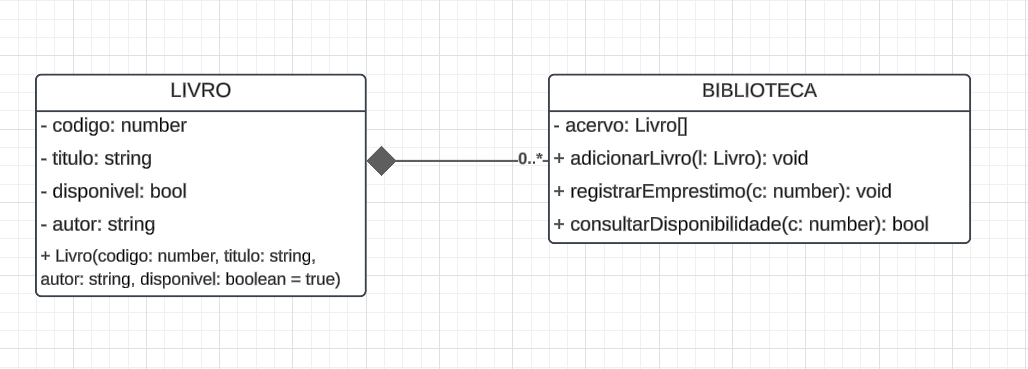 LIVRO
- codigo: number
- titulo: string
- disponivel: bool
- autor: string
+ Livro(codigo: number, titulo: string,
autor: string, disponivel: boolean = true)
0..*
BIBLIOTECA
- acervo: Livro[]
+ adicionarLivro(l: Livro): void
+ registrarEmprestimo(c: number): void
+ consultarDisponibilidade(c: number): bool